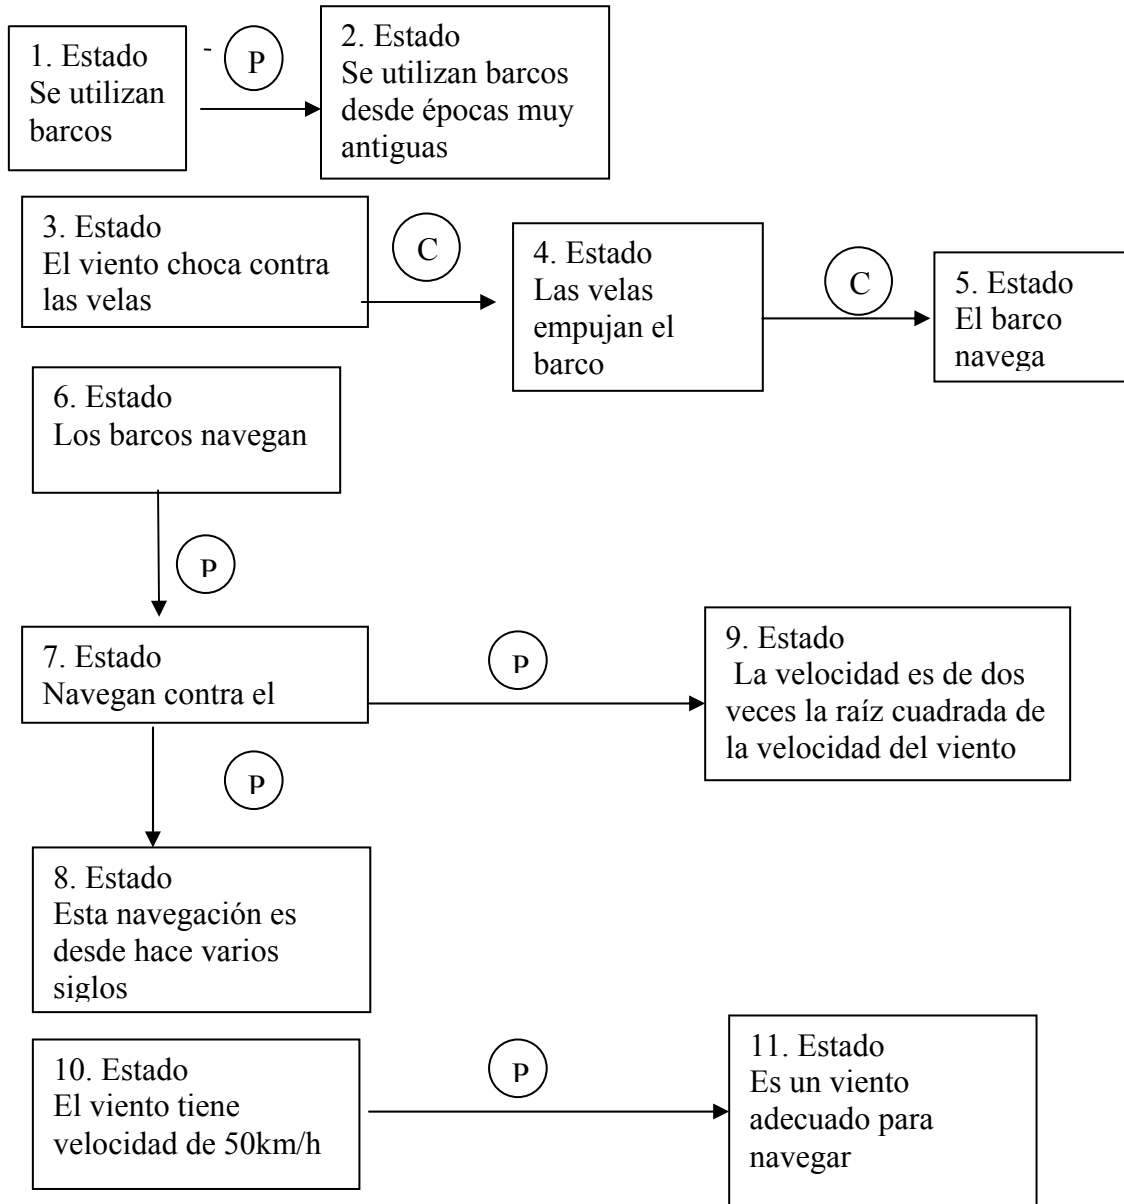 1. Estado
Se utilizan
barcos
-
P
2. Estado
Se utilizan barcos
desde épocas muy
antiguas
3. Estado
El viento choca contra
las velas
C
4. Estado
Las velas
empujan el
barco
C
5. Estado
El barco
navega
6. Estado
Los barcos navegan
P
7. Estado
Navegan contra el
P
9. Estado
La velocidad es de dos
veces la raíz cuadrada de
la velocidad del viento
P
8. Estado
Esta navegación es
desde hace varios
siglos
10. Estado
El viento tiene
velocidad de 50km/h
P
11. Estado
Es un viento
adecuado para
navegar